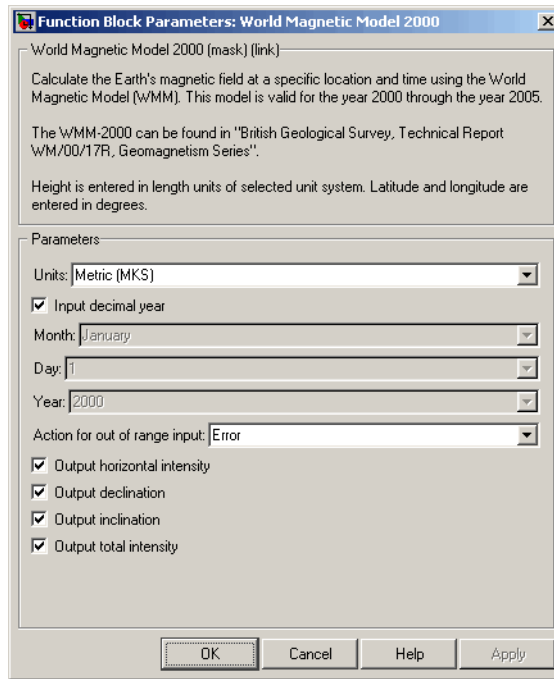 Function Block Parameters: World Magnetic Model 2000
World Magnetic Model 2000 (mask) (link)
Calculate the Earth's magnetic field at a specific location and time using the World
Magnetic Model (WMM). This model is valid for the year 2000 through the year 2005.
The WMM-2000 can be found in "British Geological Survey, Technical Report
WM/00/17R, Geomagnetism Series".
Height is entered in length units of selected unit system. Latitude and longitude are
entered in degrees.
Parameters
Units: Metric (MKS)
Input decimal year
Month: January
Day: 1
Year: 2000
Action for out of range input: Error
Output horizontal intensity
Output declination
Output inclination
Output total intensity
OK Cancel Help Apply